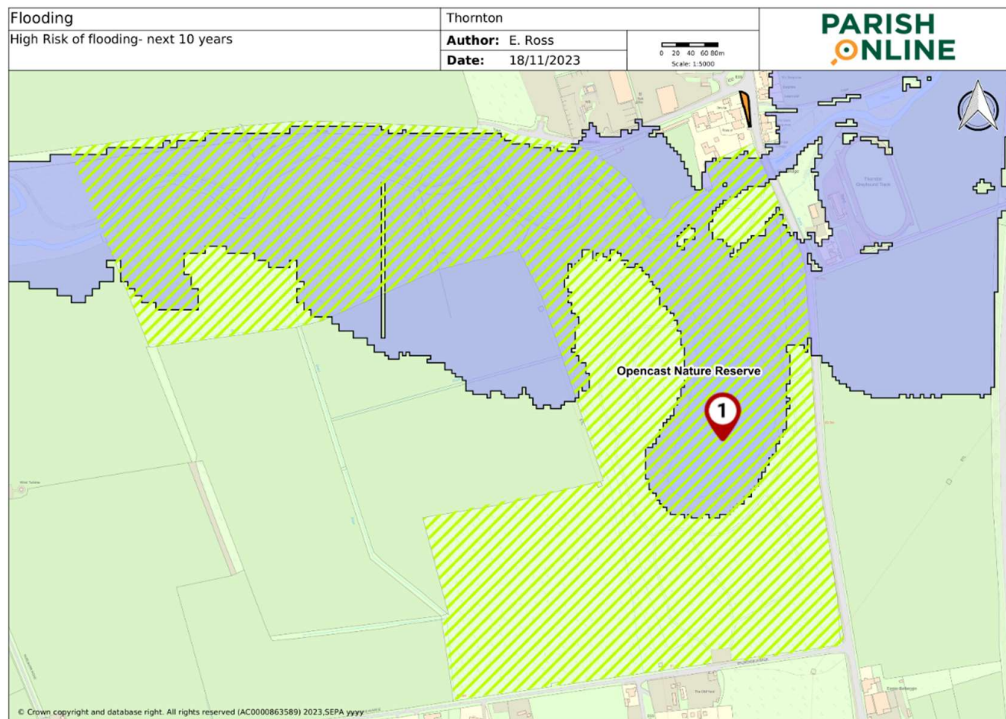 Flooding
High Risk of flooding- next 10 years
Thornton
Author: E. Ross
Date: 18/11/2023
0 20 40 60 80m
Scale: 1:5000
PARISH
ONLINE
Opencast Nature Reserve
1
© Crown copyright and database right. All rights reserved (AC0000863589) 2023,SEPA yyyy